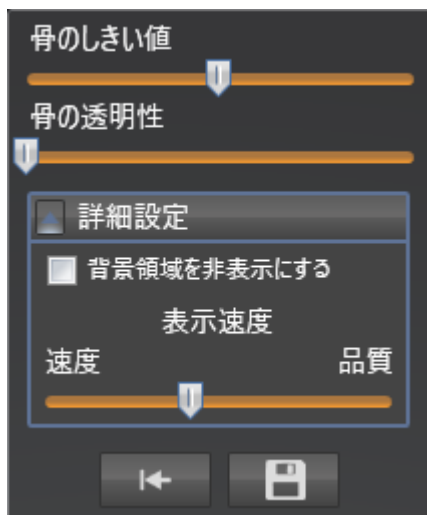 骨のしきい値
骨の透明性
詳細設定
背景領域を非表示にする
表示速度
速度 品質